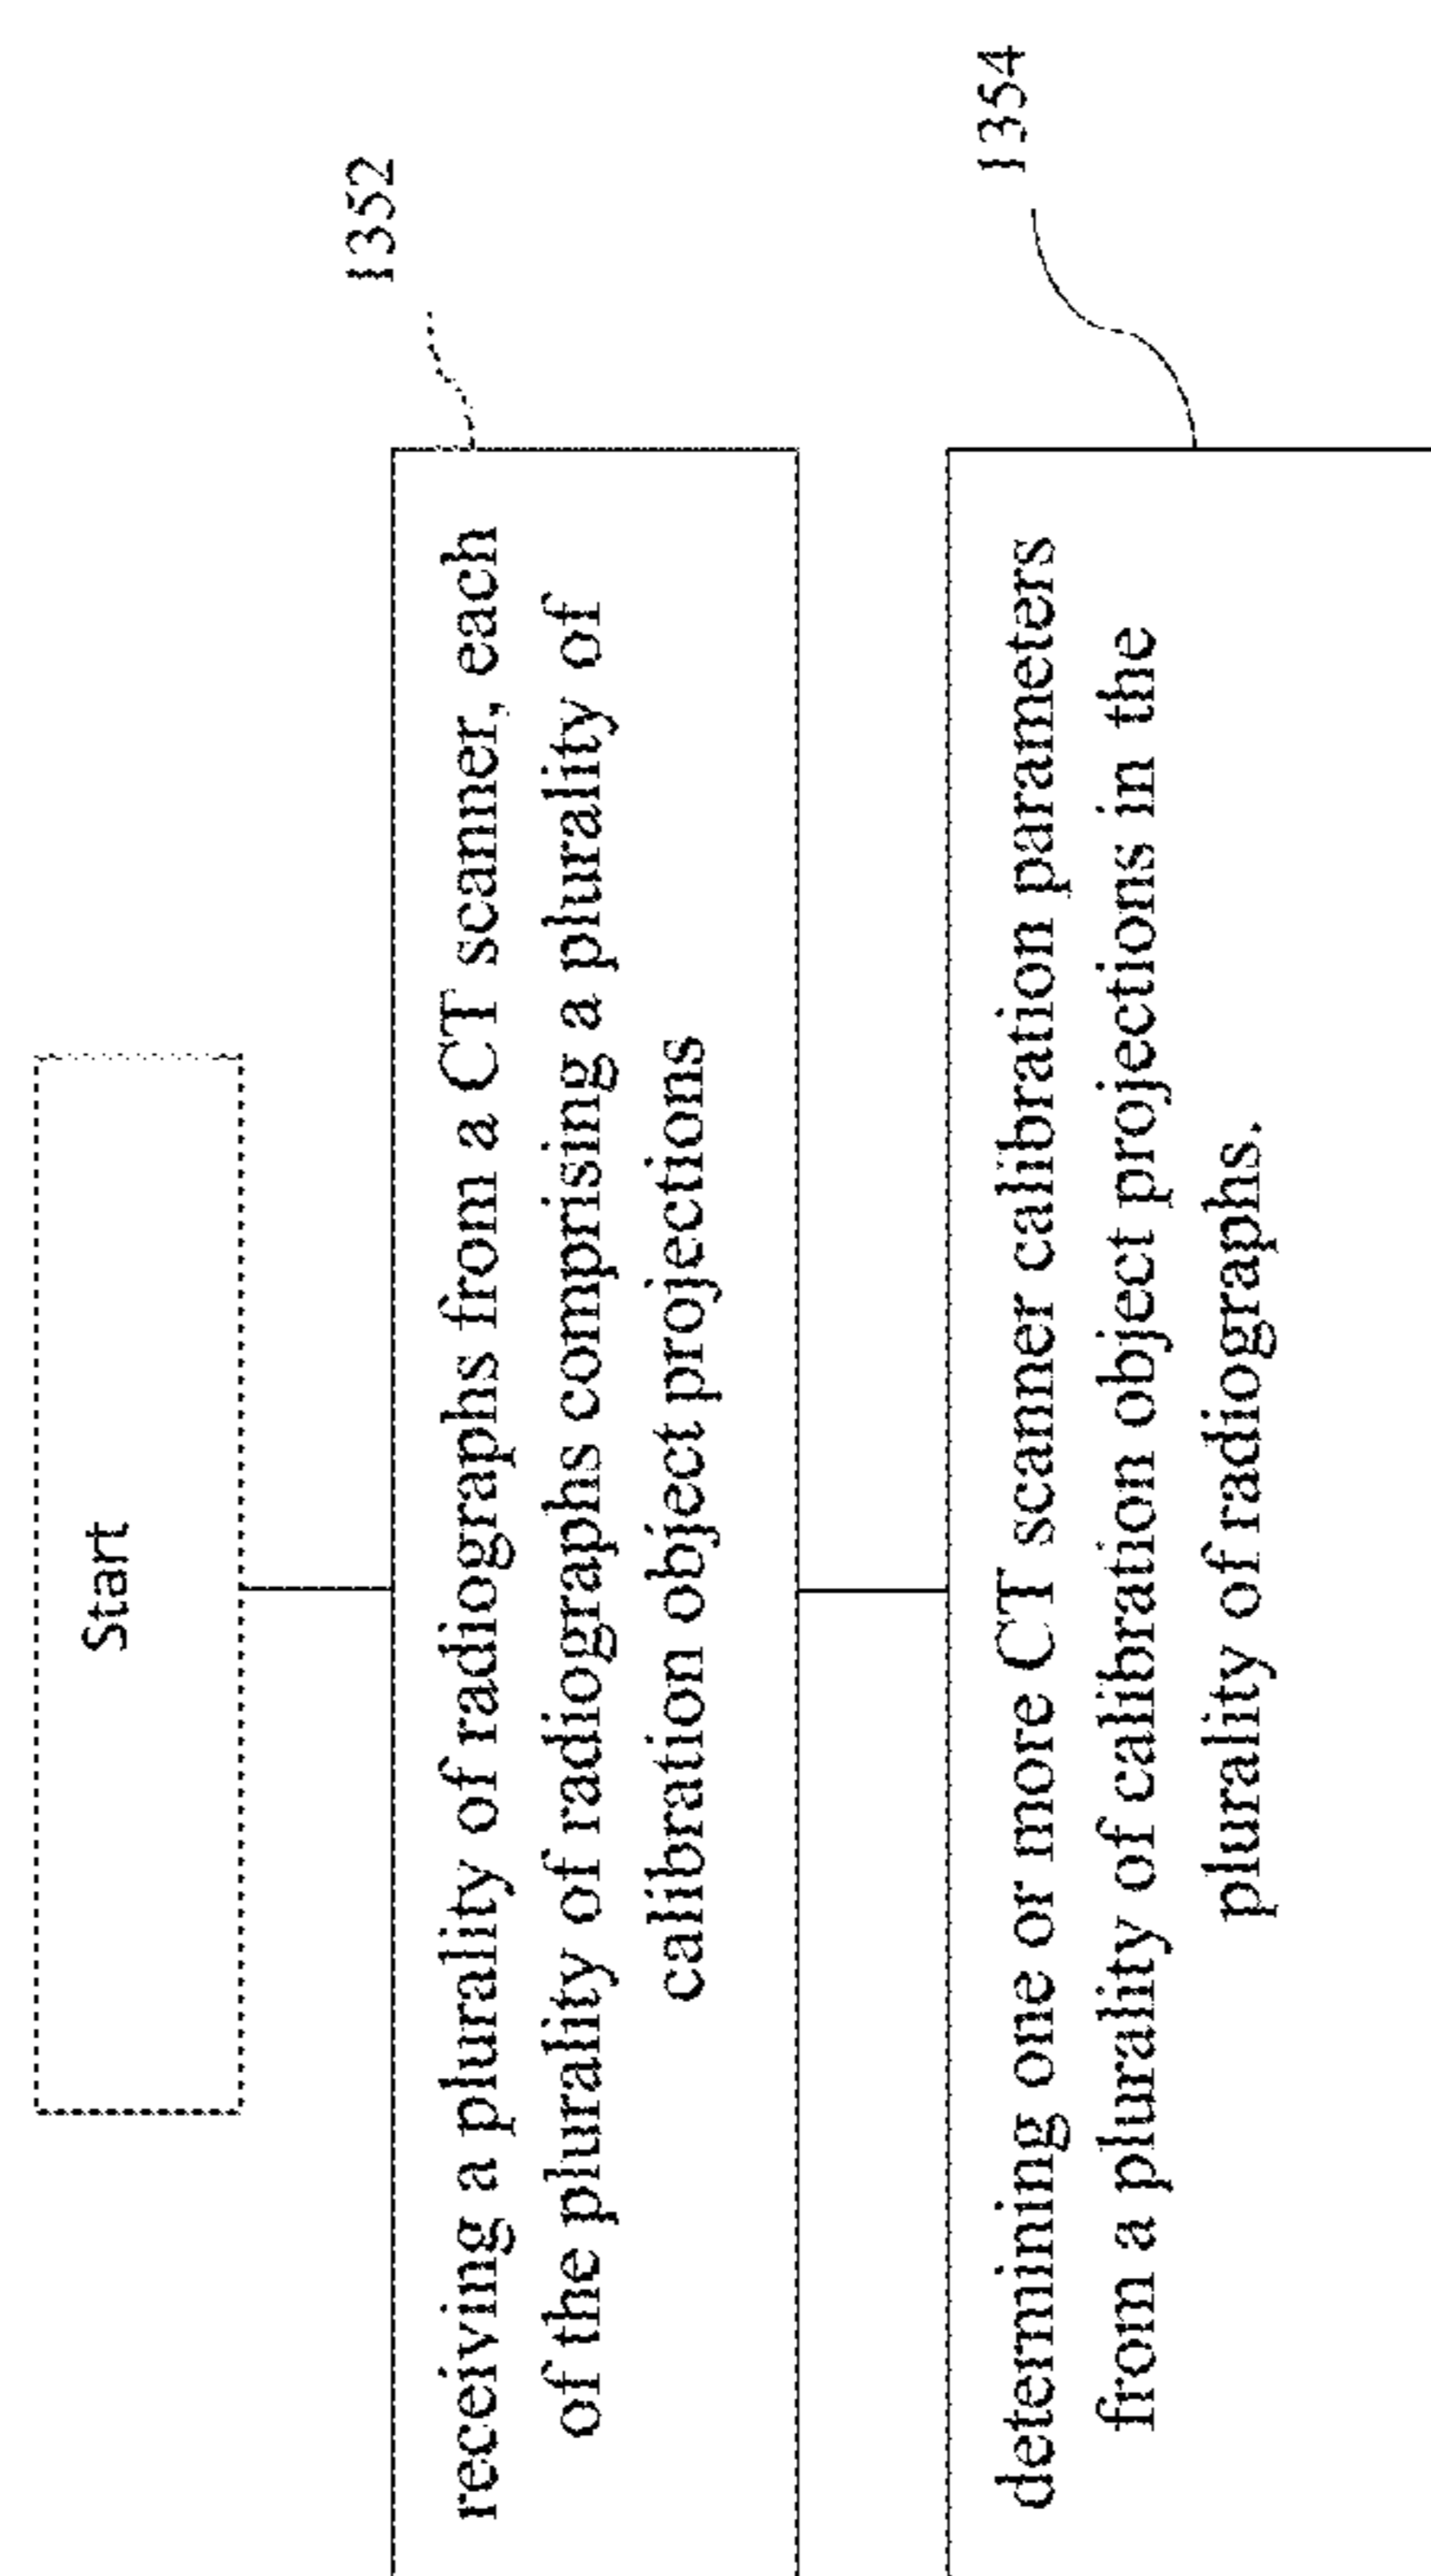 Start
1352
receiving a plurality of radiographs from a CT scanner, each
of the plurality of radiographs comprising a plurality of
calibration object projections
1354
determining one or more CT scanner calibration parameters
from a plurality of calibration object projections in the
plurality of radiographs.